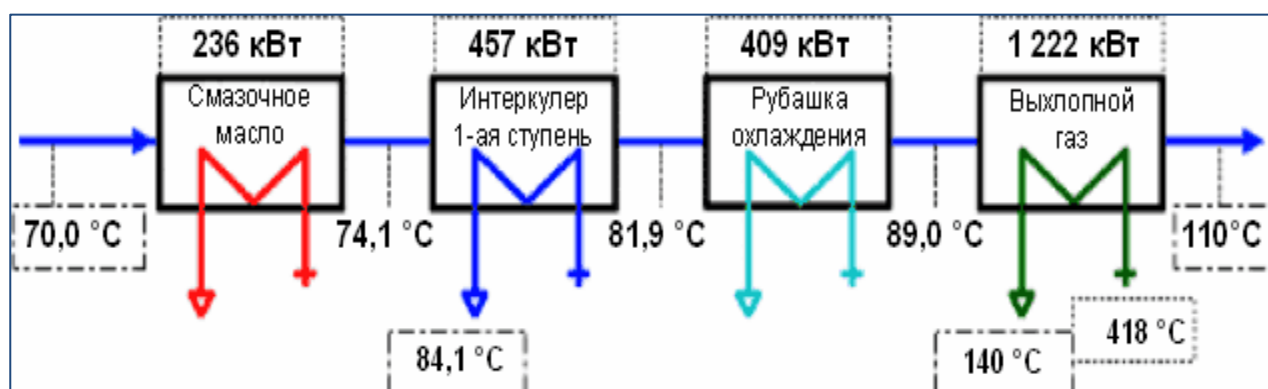 236 кВт 457 кВт 409 кВт 1 222 кВт
Смазочное Интеркулер Рубашка Выхлопной
масло 1-ая ступень охлаждения газ
70,0 °C 74,1 °C 81,9 °C 89,0 °C 110°C
84,1 °C 140 °C 418 °C